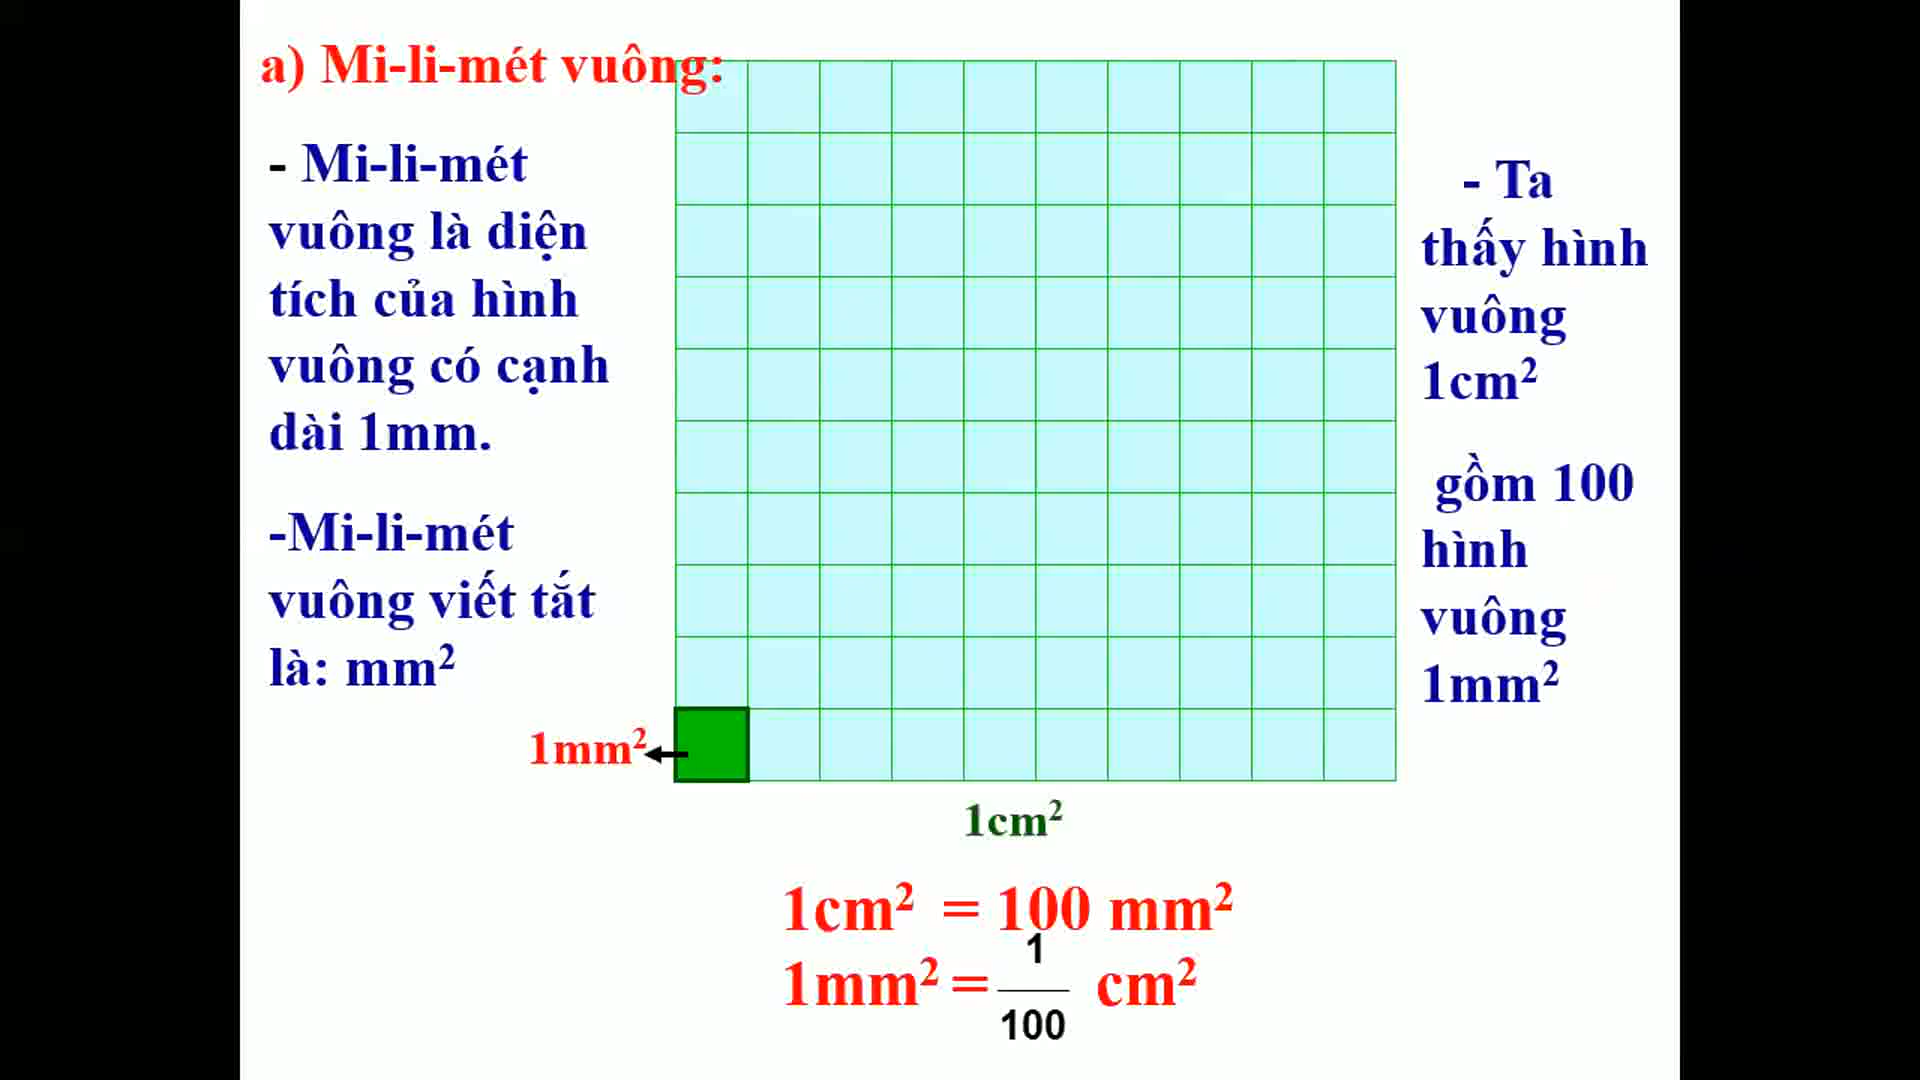 a) Mi-li-mét vuông:
- Mi-li-mét
vuông là diện
tích của hình
vuông có cạnh
dài 1mm.
-Mi-li-mét
vuông viết tắt
là: mm²
1mm²
1cm²
- Ta
thấy hình
vuông
1cm²
gồm 100
hình
vuông
1mm²
1cm² = 100 mm²
1mm² = 1/100 cm²